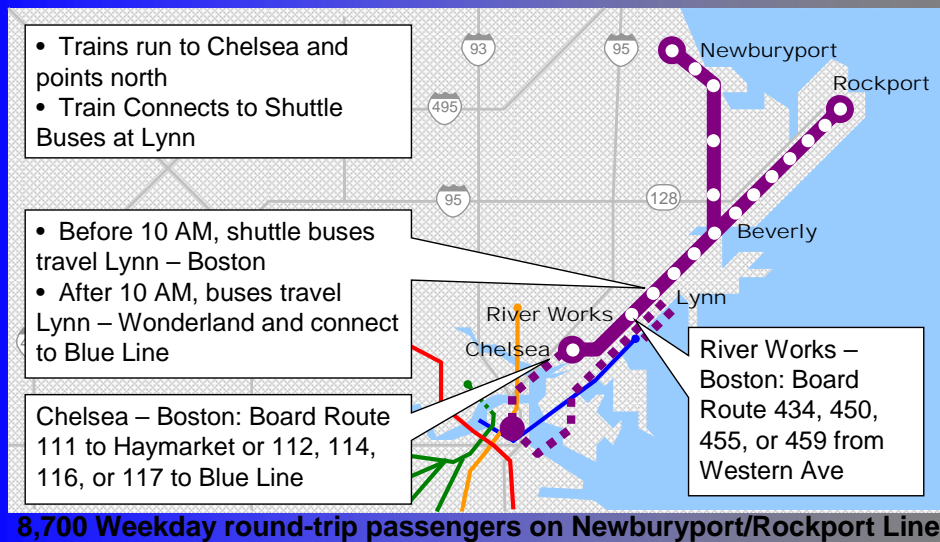 • Trains run to Chelsea and
points north
• Train Connects to Shuttle
Buses at Lynn
93
95
Newburyport
Rockport
495
95
128
• Before 10 AM, shuttle buses
travel Lynn – Boston
• After 10 AM, buses travel
Lynn – Wonderland and connect
to Blue Line
Beverly
Lynn
River Works
Chelsea
River Works –
Boston: Board
Route 434, 450,
455, or 459 from
Western Ave
Chelsea – Boston: Board Route
111 to Haymarket or 112, 114,
116, or 117 to Blue Line
8,700 Weekday round-trip passengers on Newburyport/Rockport Line